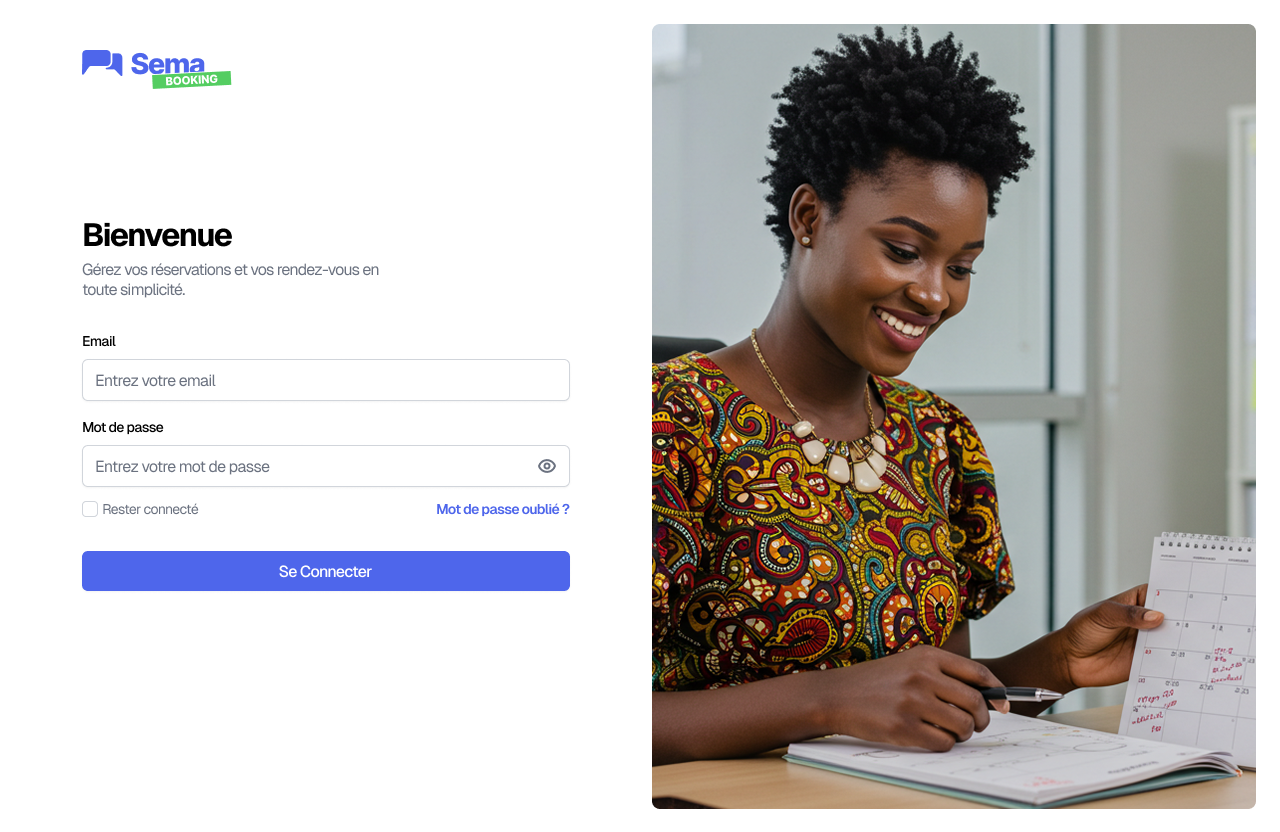 Sema
BOOKING
Bienvenue
Gérez vos réservations et vos rendez-vous en
toute simplicité.
Email
Entrez votre email
Mot de passe
Entrez votre mot de passe
Rester connecté
Mot de passe oublié ?
Se Connecter